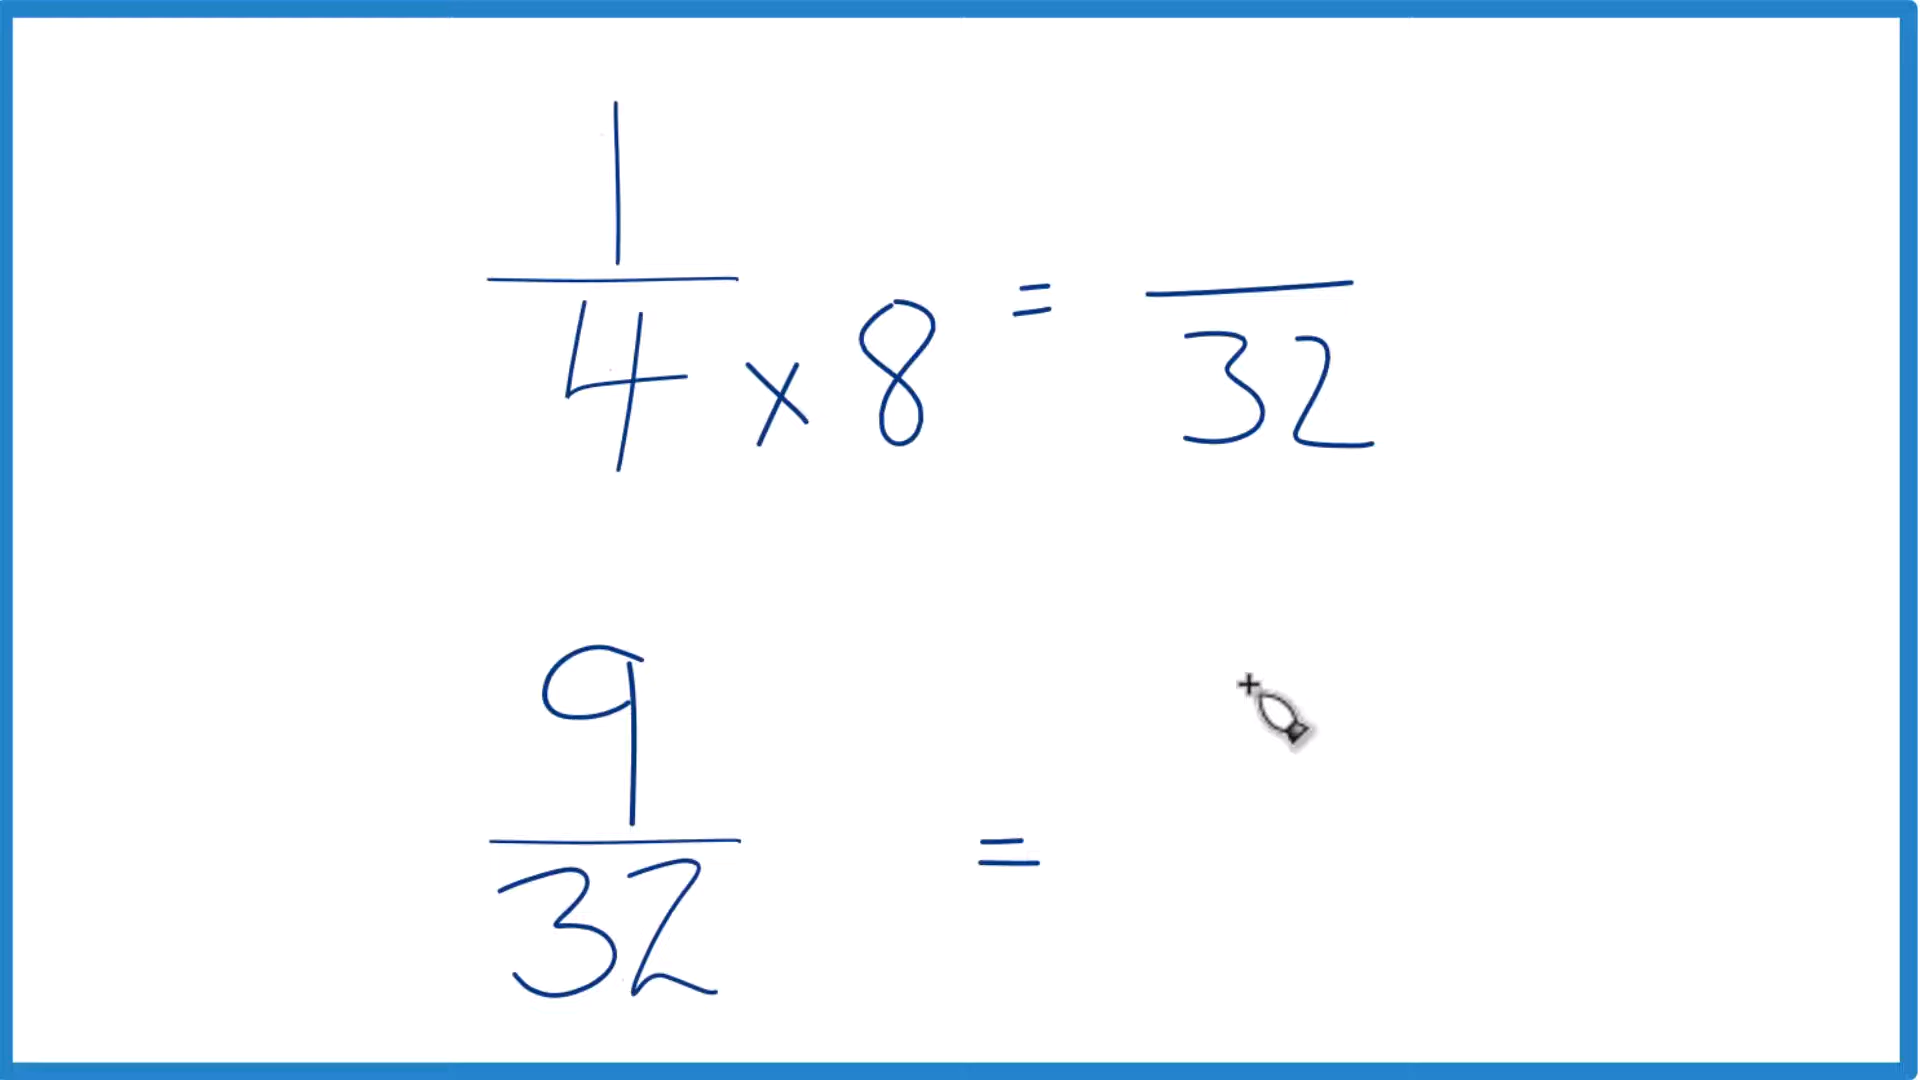 1
4 × 8 = 32
9
32 =